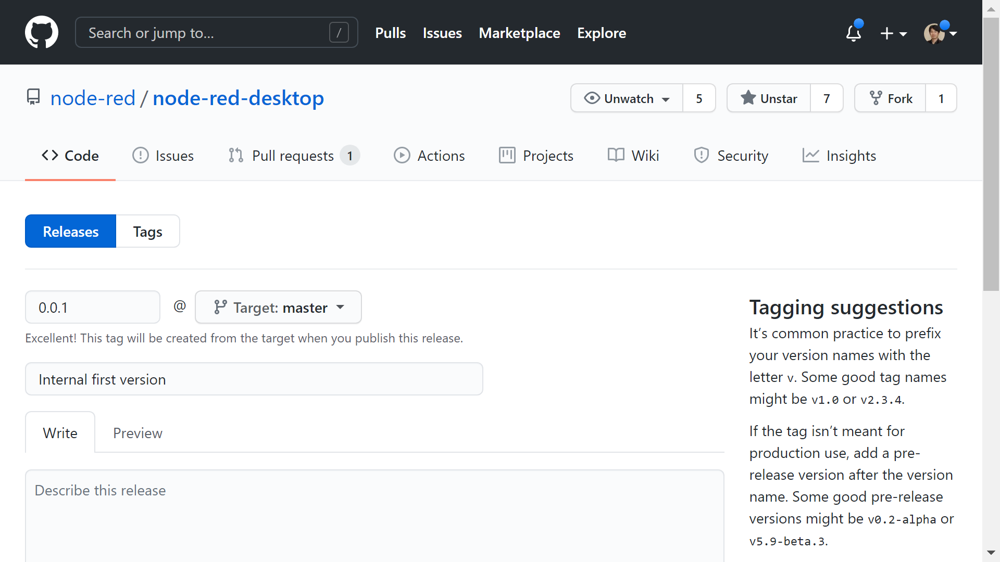 Search or jump to... /
Pulls Issues Marketplace Explore
node-red / node-red-desktop
Unwatch 5 Unstar 7 Fork 1
Code Issues Pull requests 1 Actions Projects Wiki Security Insights
Releases Tags
0.0.1 @ Target: master
Excellent! This tag will be created from the target when you publish this release.
Internal first version
Write Preview
Describe this release
Tagging suggestions
It’s common practice to prefix
your version names with the
letter v. Some good tag names
might be v1.0 or v2.3.4.
If the tag isn’t meant for
production use, add a pre-
release version after the version
name. Some good pre-release
versions might be v0.2-alpha or
v5.9-beta.3.